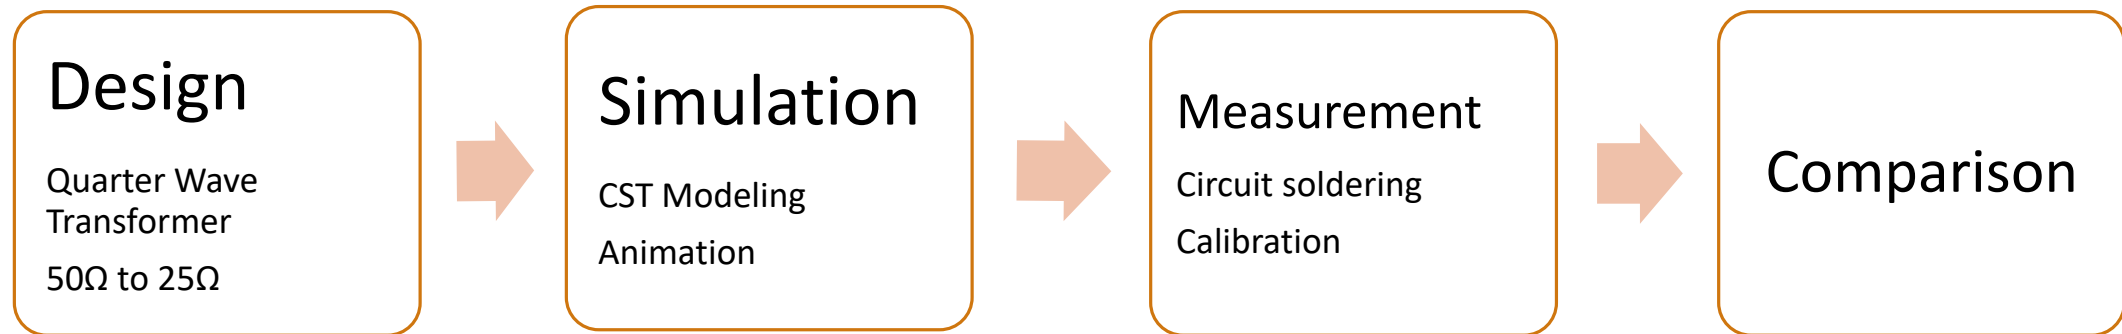 Design
Quarter Wave
Transformer
50Ω to 25Ω
Simulation
CST Modeling
Animation
Measurement
Circuit soldering
Calibration
Comparison